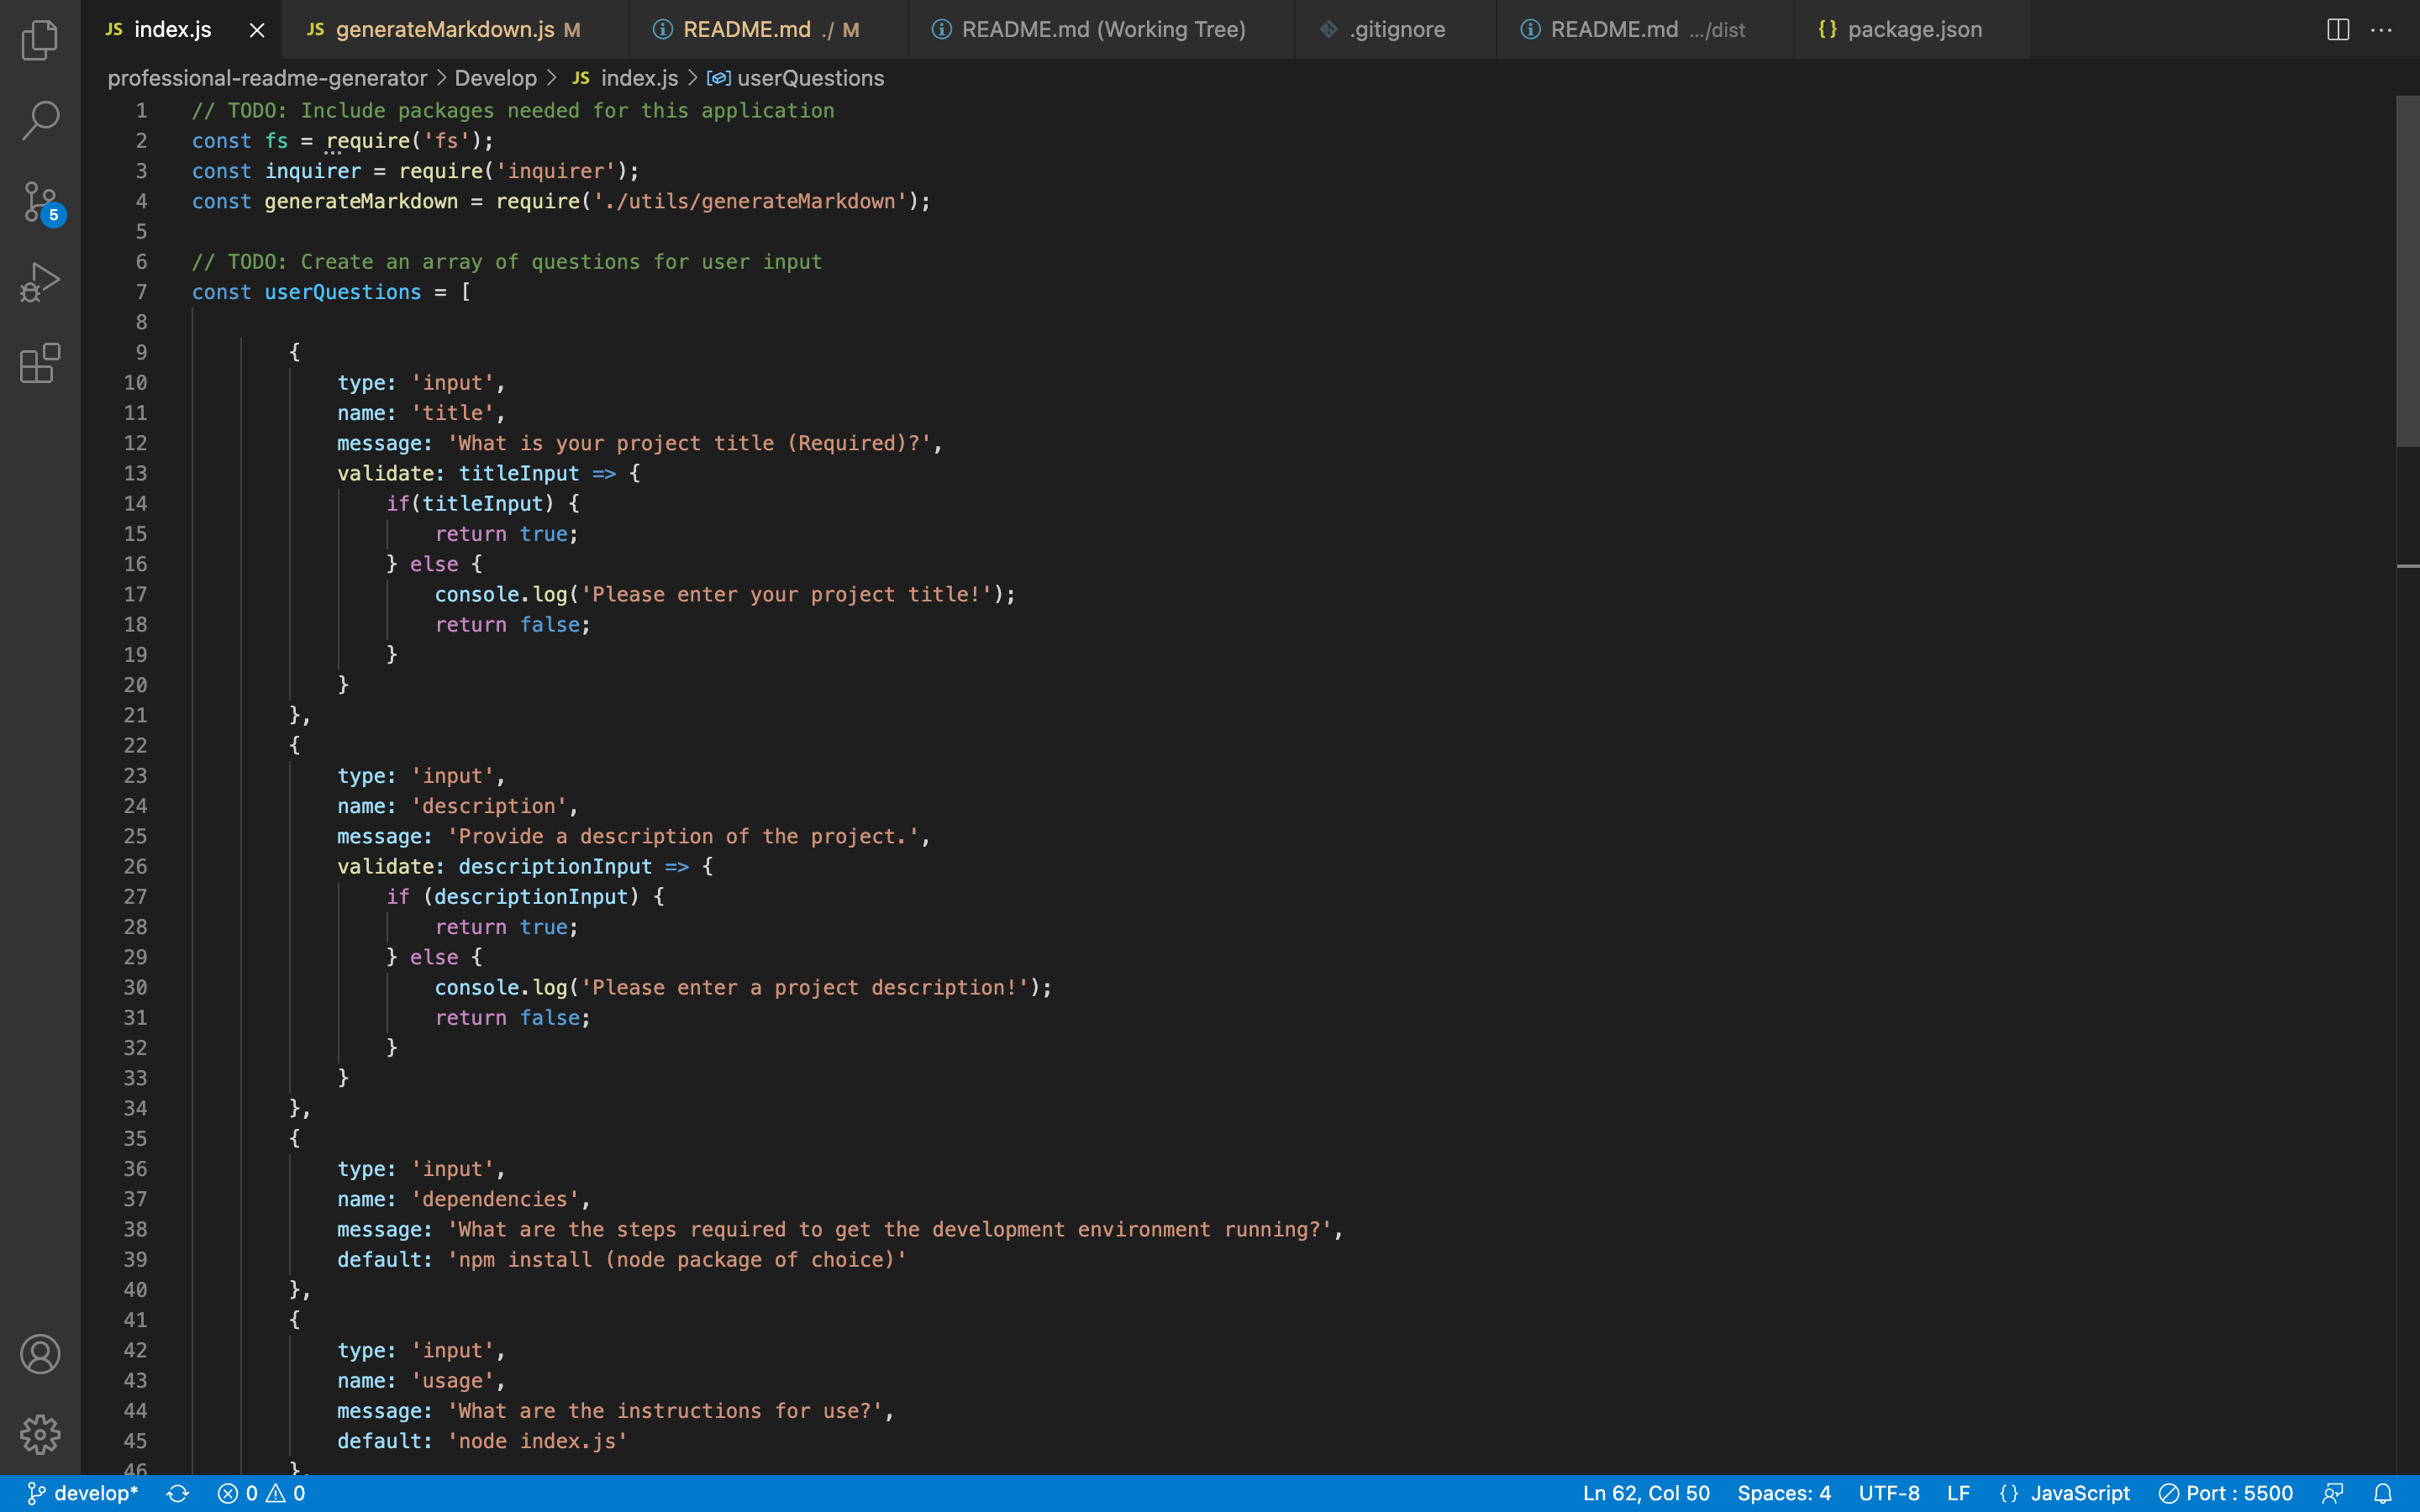 JS index.js
JS generateMarkdown.js M
README.md ./ M
README.md (Working Tree)
.gitignore
README.md .../dist
{} package.json
professional-readme-generator > Develop > JS index.js > userQuestions
5
1 // TODO: Include packages needed for this application
2 const fs = require('fs');
3 const inquirer = require('inquirer');
4 const generateMarkdown = require('./utils/generateMarkdown');
5
6 // TODO: Create an array of questions for user input
7 const userQuestions = [
8
9 {
10 type: 'input',
11 name: 'title',
12 message: 'What is your project title (Required)?',
13 validate: titleInput => {
14 if(titleInput) {
15 return true;
16 } else {
17 console.log('Please enter your project title!');
18 return false;
19 }
20 }
21 },
22 {
23 type: 'input',
24 name: 'description',
25 message: 'Provide a description of the project.',
26 validate: descriptionInput => {
27 if (descriptionInput) {
28 return true;
29 } else {
30 console.log('Please enter a project description!');
31 return false;
32 }
33 }
34 },
35 {
36 type: 'input',
37 name: 'dependencies',
38 message: 'What are the steps required to get the development environment running?',
39 default: 'npm install (node package of choice)'
40 },
41 {
42 type: 'input',
43 name: 'usage',
44 message: 'What are the instructions for use?',
45 default: 'node index.js'
46 },
develop* 0 0 Ln 62, Col 50 Spaces: 4 UTF-8 LF {} JavaScript Port : 5500